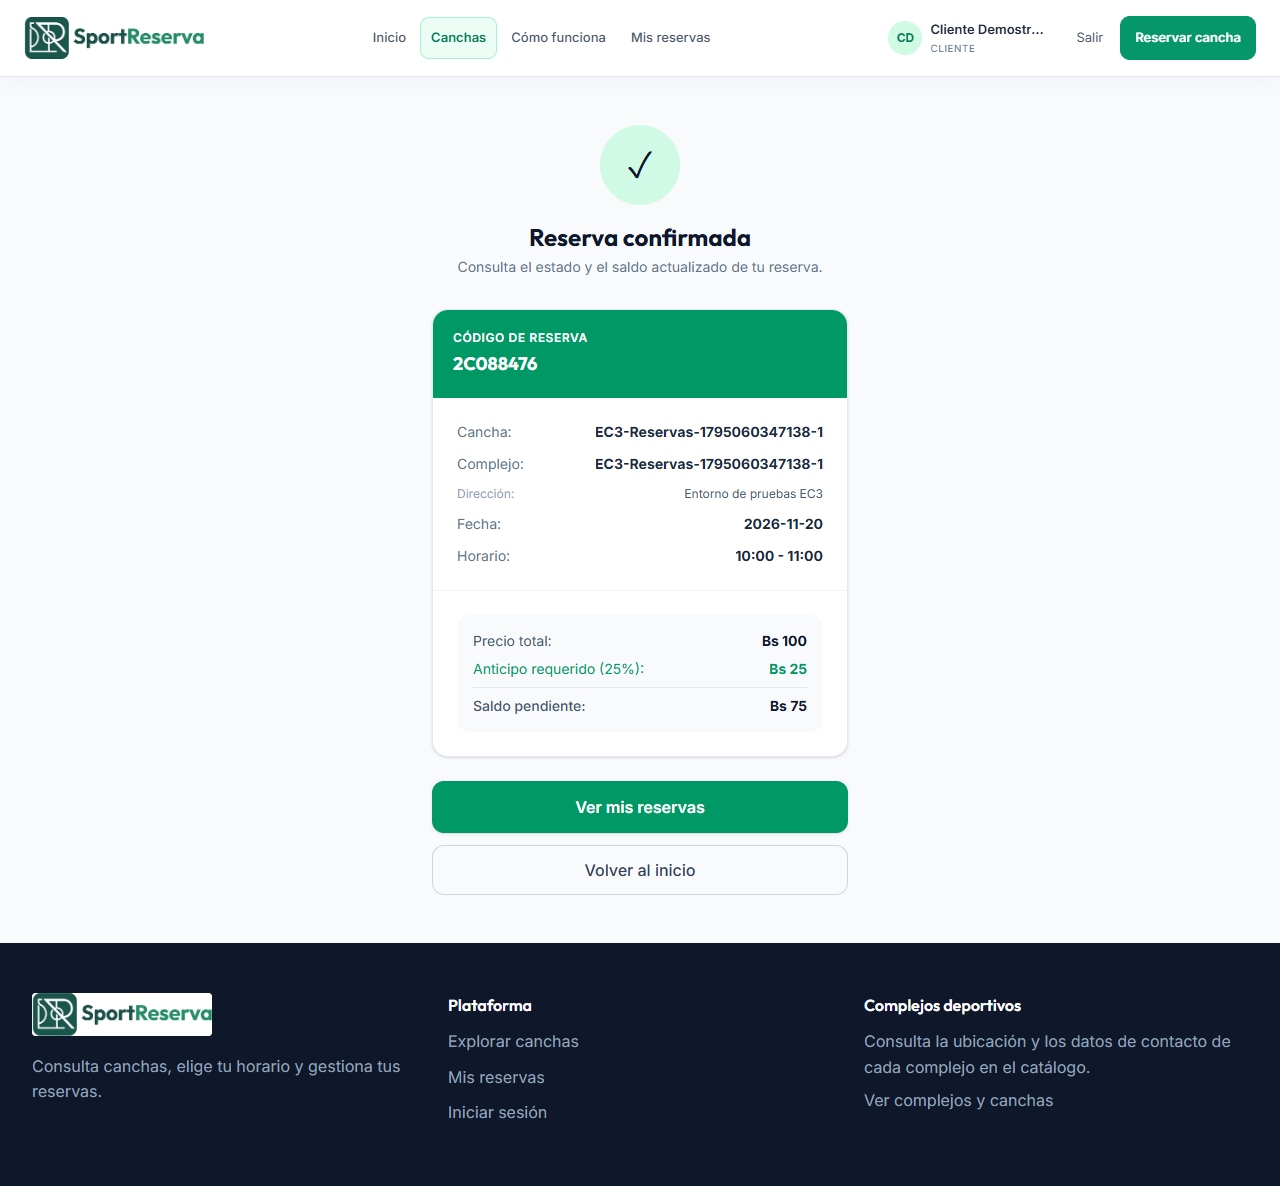 SportReserva
Inicio
Canchas
Cómo funciona
Mis reservas
CD
Cliente Demostr...
CLIENTE
Salir
Reservar cancha
✓
Reserva confirmada
Consulta el estado y el saldo actualizado de tu reserva.
CÓDIGO DE RESERVA
2C088476
Cancha: EC3-Reservas-1795060347138-1
Complejo: EC3-Reservas-1795060347138-1
Dirección: Entorno de pruebas EC3
Fecha: 2026-11-20
Horario: 10:00 - 11:00
Precio total: Bs 100
Anticipo requerido (25%): Bs 25
Saldo pendiente: Bs 75
Ver mis reservas
Volver al inicio
SportReserva
Consulta canchas, elige tu horario y gestiona tus
reservas.
Plataforma
Explorar canchas
Mis reservas
Iniciar sesión
Complejos deportivos
Consulta la ubicación y los datos de contacto de
cada complejo en el catálogo.
Ver complejos y canchas